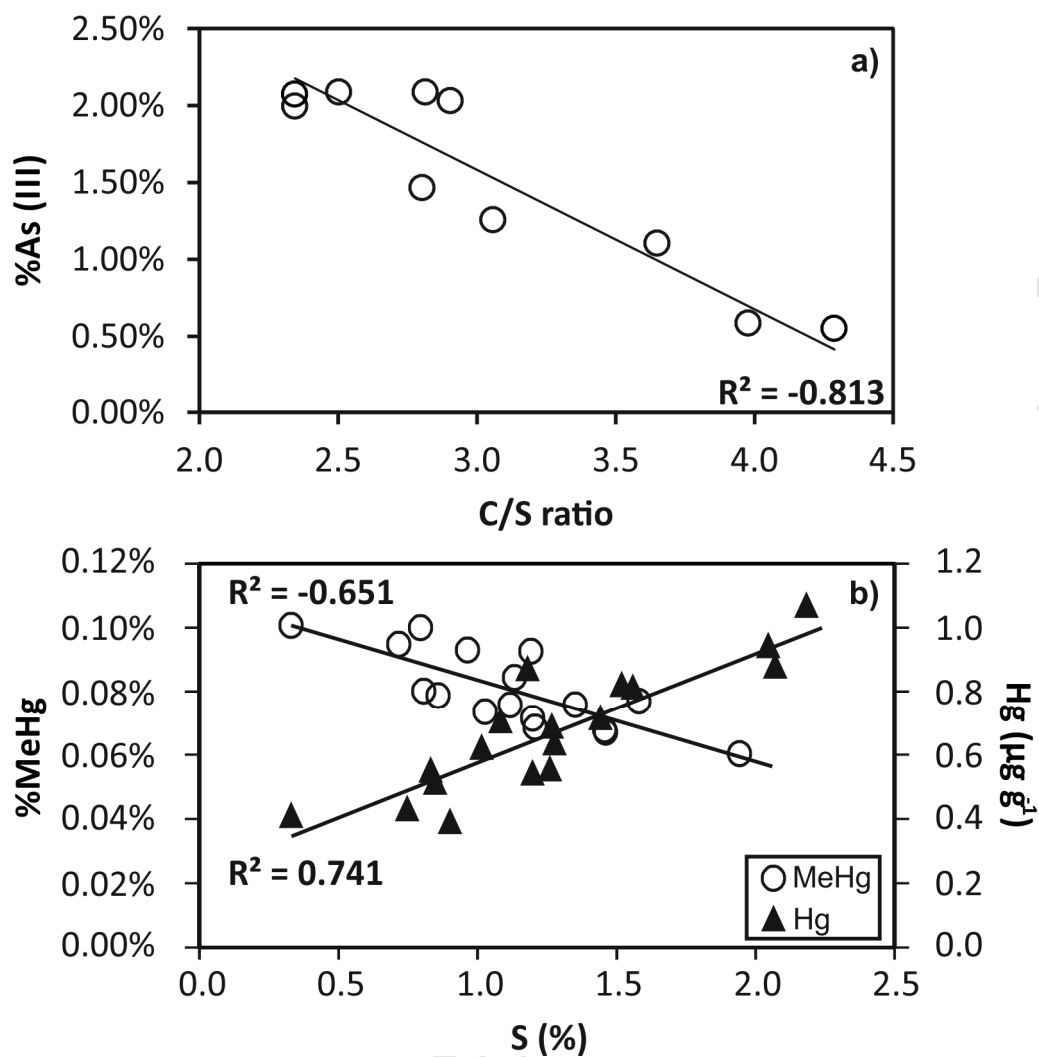 2.50%
a)
2.00%
1.50%
1.00%
0.50%
0.00%
%As (III)
R² = -0.813
2.0 2.5 3.0 3.5 4.0 4.5
C/S ratio
0.12%
0.10%
0.08%
0.06%
0.04%
0.02%
0.00%
%MeHg
R² = -0.651
b)
R² = 0.741
MeHg
Hg
1.2
1.0
0.8
0.6
0.4
0.2
0.0
Hg (µg g⁻¹)
0.0 0.5 1.0 1.5 2.0 2.5
S (%)